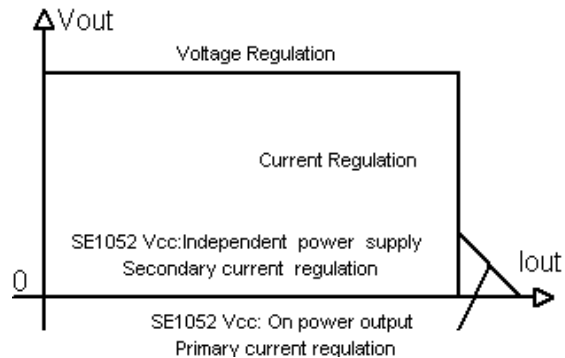 Vout
Voltage Regulation
Current Regulation
SE1052 Vcc:Independent power supply
Secondary current regulation
Iout
0
SE1052 Vcc: On power output
Primary current regulation